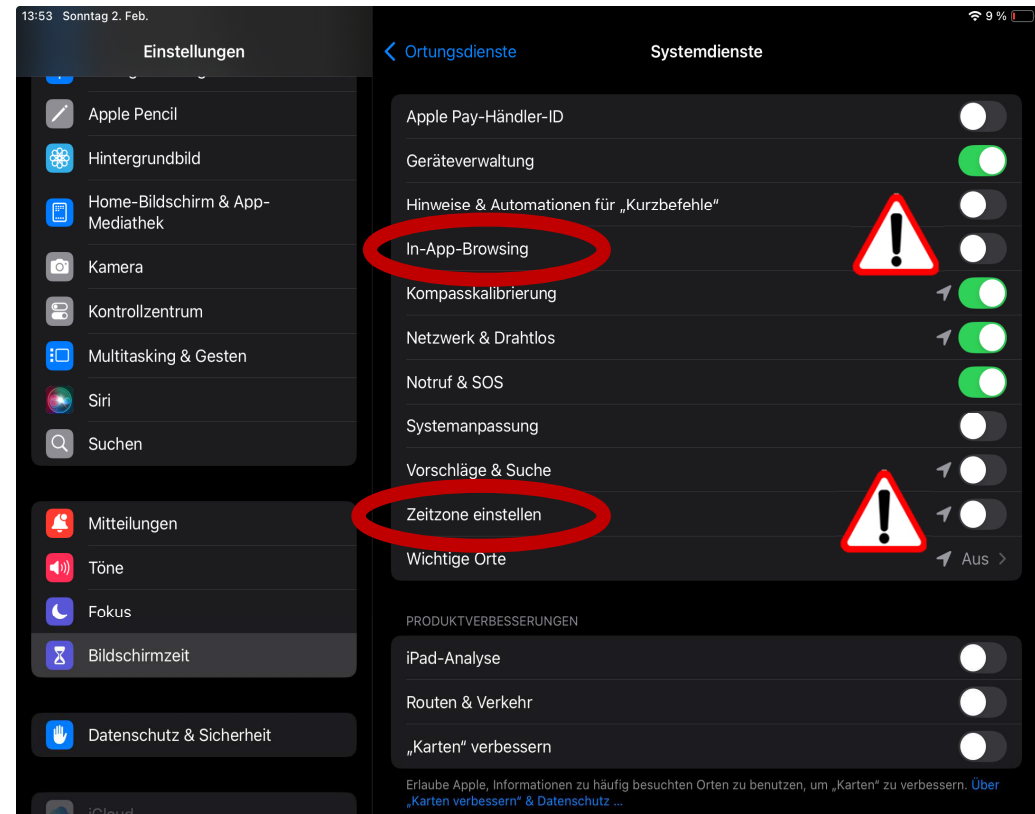 13:53 Sonntag 2. Feb.
9 %
Einstellungen
Apple Pencil
Hintergrundbild
Home-Bildschirm & App-
Mediathek
Kamera
Kontrollzentrum
Multitasking & Gesten
Siri
Suchen
Mitteilungen
Töne
Fokus
Bildschirmzeit
Datenschutz & Sicherheit
iCloud
Ortungsdienste
Systemdienste
Apple Pay-Händler-ID
Geräteverwaltung
Hinweise & Automationen für „Kurzbefehle“
In-App-Browsing
Kompasskalibrierung
Netzwerk & Drahtlos
Notruf & SOS
Systemanpassung
Vorschläge & Suche
Zeitzone einstellen
Wichtige Orte
Aus
PRODUKTVERBESSERUNGEN
iPad-Analyse
Routen & Verkehr
„Karten“ verbessern
Erlaube Apple, Informationen zu häufig besuchten Orten zu benutzen, um „Karten“ zu verbessern. Über
„Karten verbessern“ & Datenschutz ...